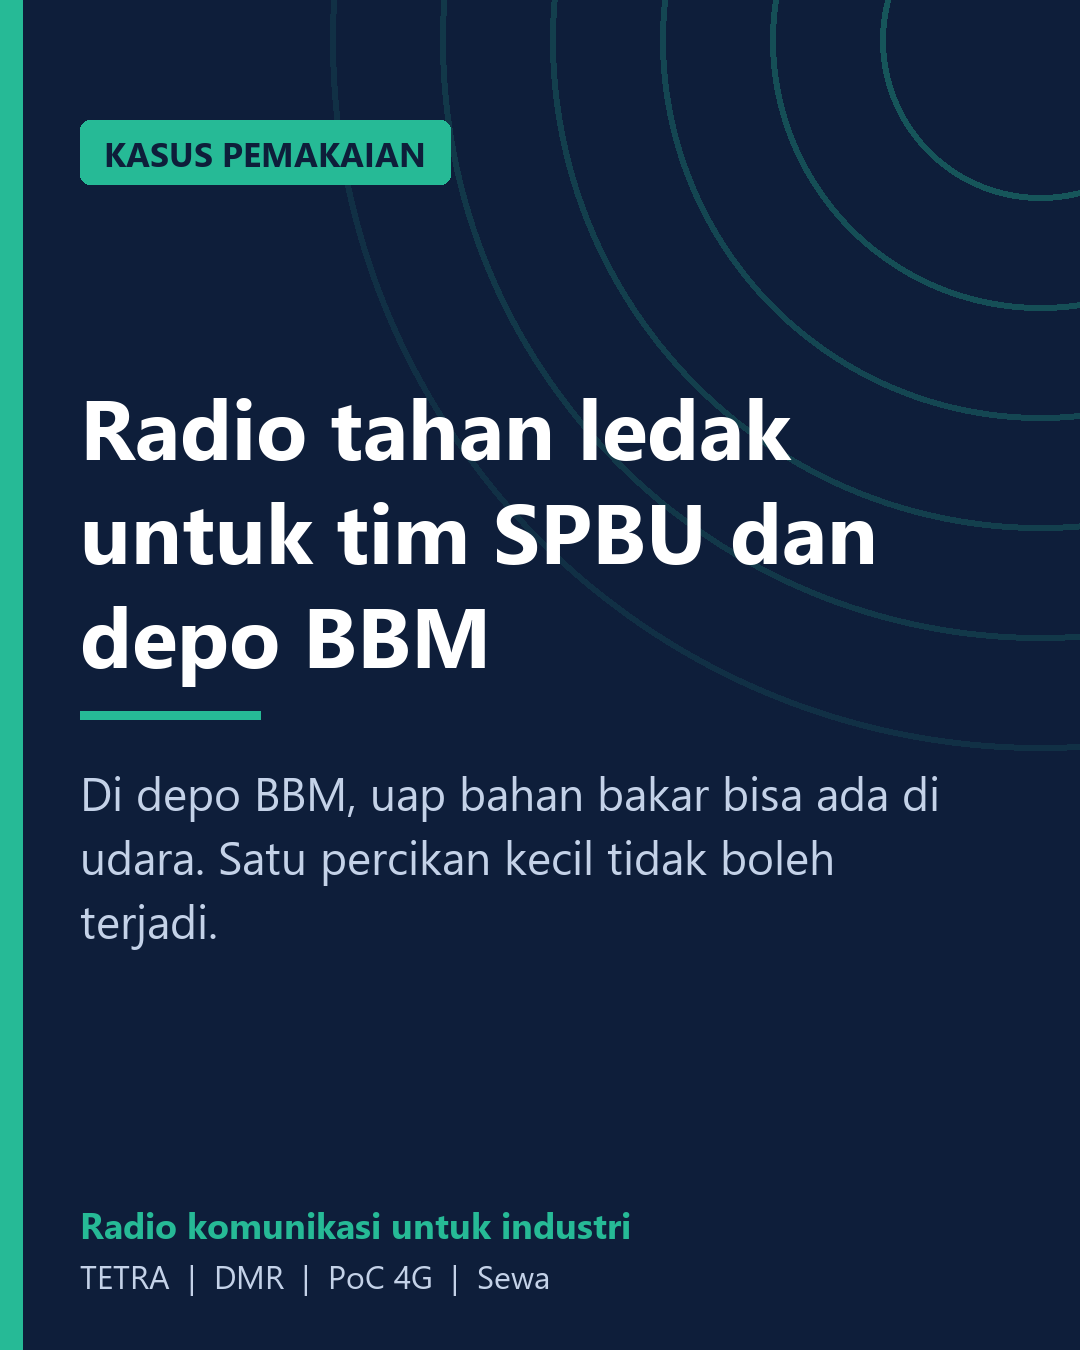 KASUS PEMAKAIAN
Radio tahan ledak
untuk tim SPBU dan
depo BBM
Di depo BBM, uap bahan bakar bisa ada di
udara. Satu percikan kecil tidak boleh
terjadi.
Radio komunikasi untuk industri
TETRA | DMR | PoC 4G | Sewa